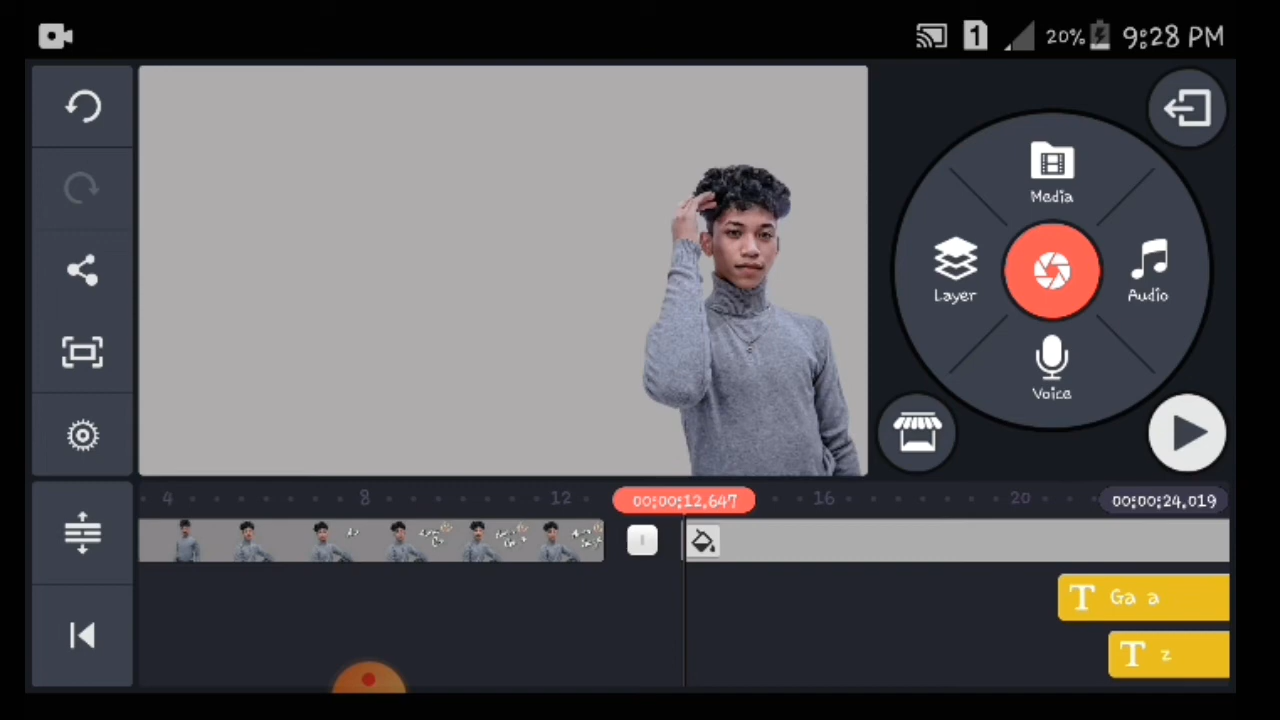 1 20% 9:28 PM
Media
Layer
Audio
Voice
4 8 12 00:00:12,647 16 20 00:00:24,019
T Ga a
T z